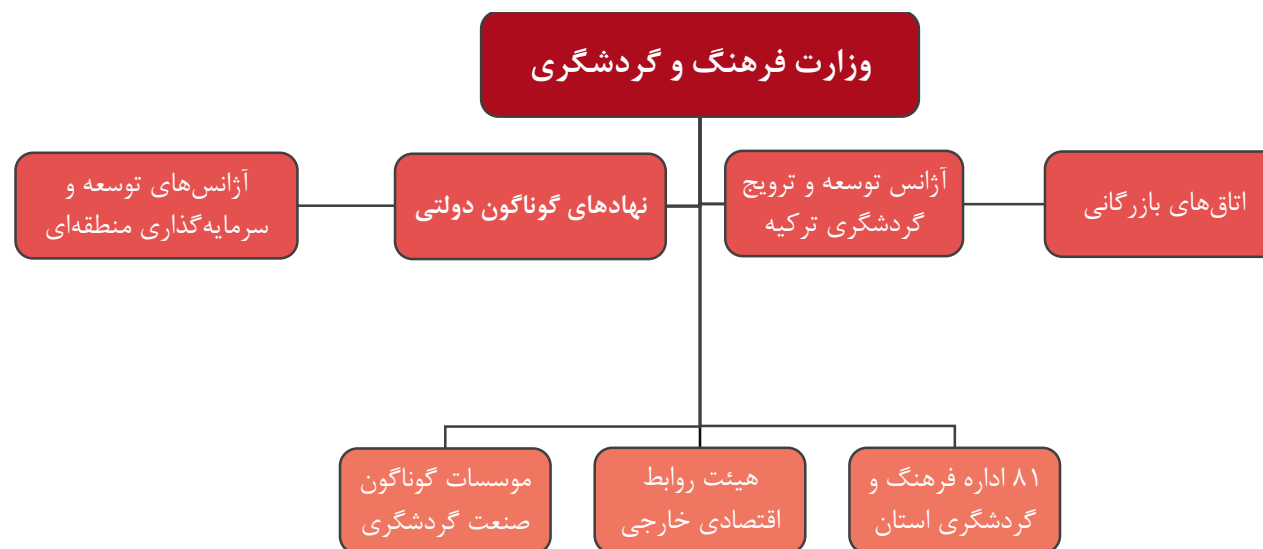 وزارت فرهنگ و گردشگری
اتاق‌های بازرگانی
آژانس توسعه و ترویج
گردشگری ترکیه
نهادهای گوناگون دولتی
آژانس‌های توسعه و
سرمایه‌گذاری منطقه‌ای
۸۱ اداره فرهنگ و
گردشگری استان
هیئت روابط
اقتصادی خارجی
موسسات گوناگون
صنعت گردشگری